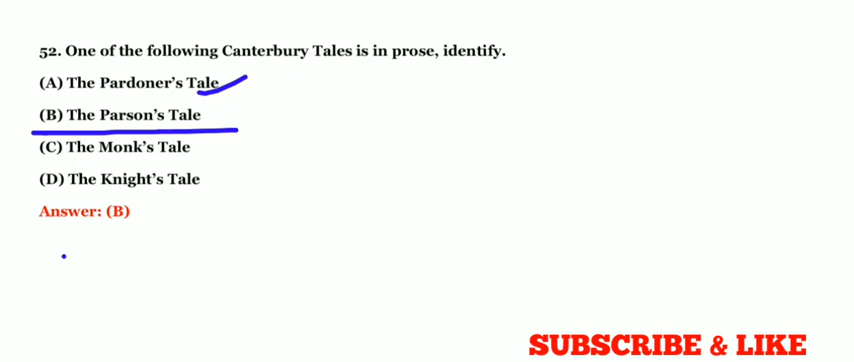 52. One of the following Canterbury Tales is in prose, identify.
(A) The Pardoner's Tale
(B) The Parson's Tale
(C) The Monk's Tale
(D) The Knight's Tale
Answer: (B)
SUBSCRIBE & LIKE